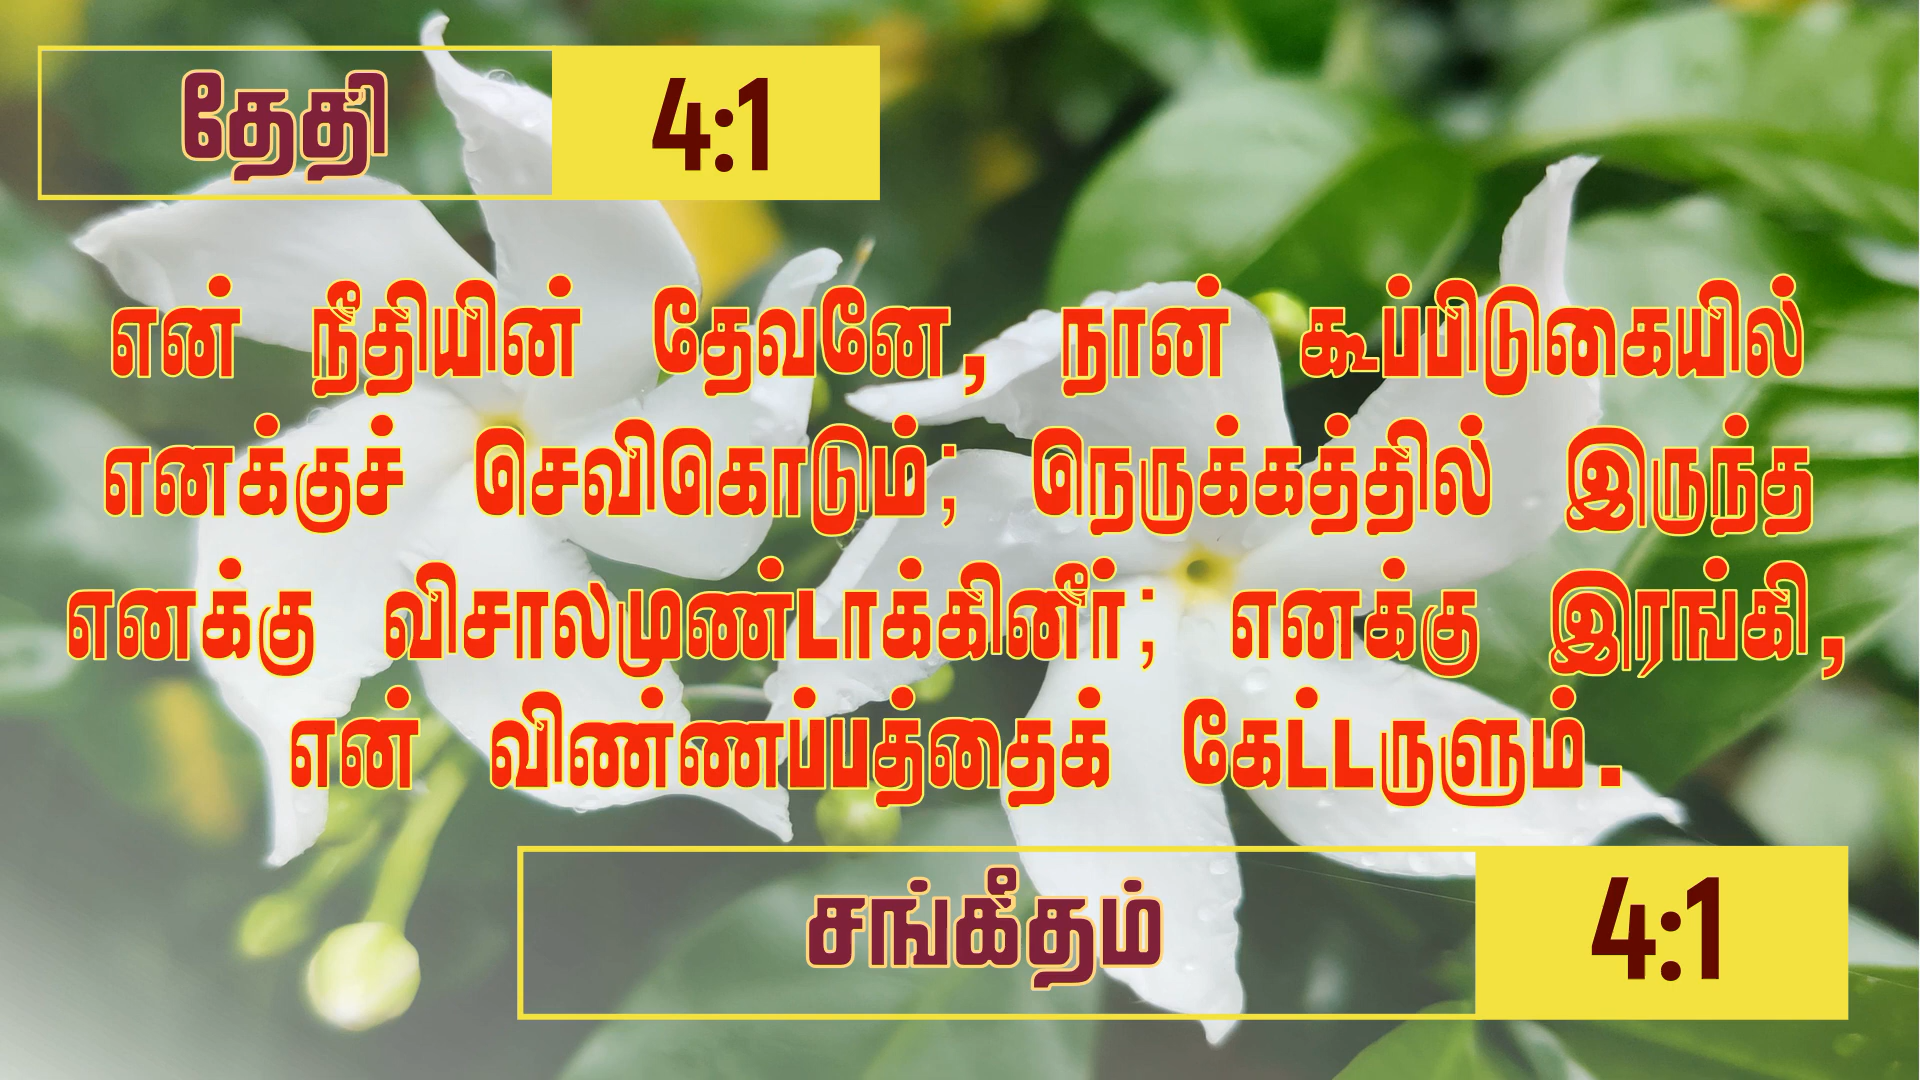 தேதி 4:1
என் நீதியின் தேவனே, நான் கூப்பிடுகையில்
எனக்குச் செவிகொடும்; நெருக்கத்தில் இருந்த
எனக்கு விசாலமுண்டாக்கினீர்; எனக்கு இரங்கி,
என் விண்ணப்பத்தைக் கேட்டருளும்.
சங்கீதம் 4:1